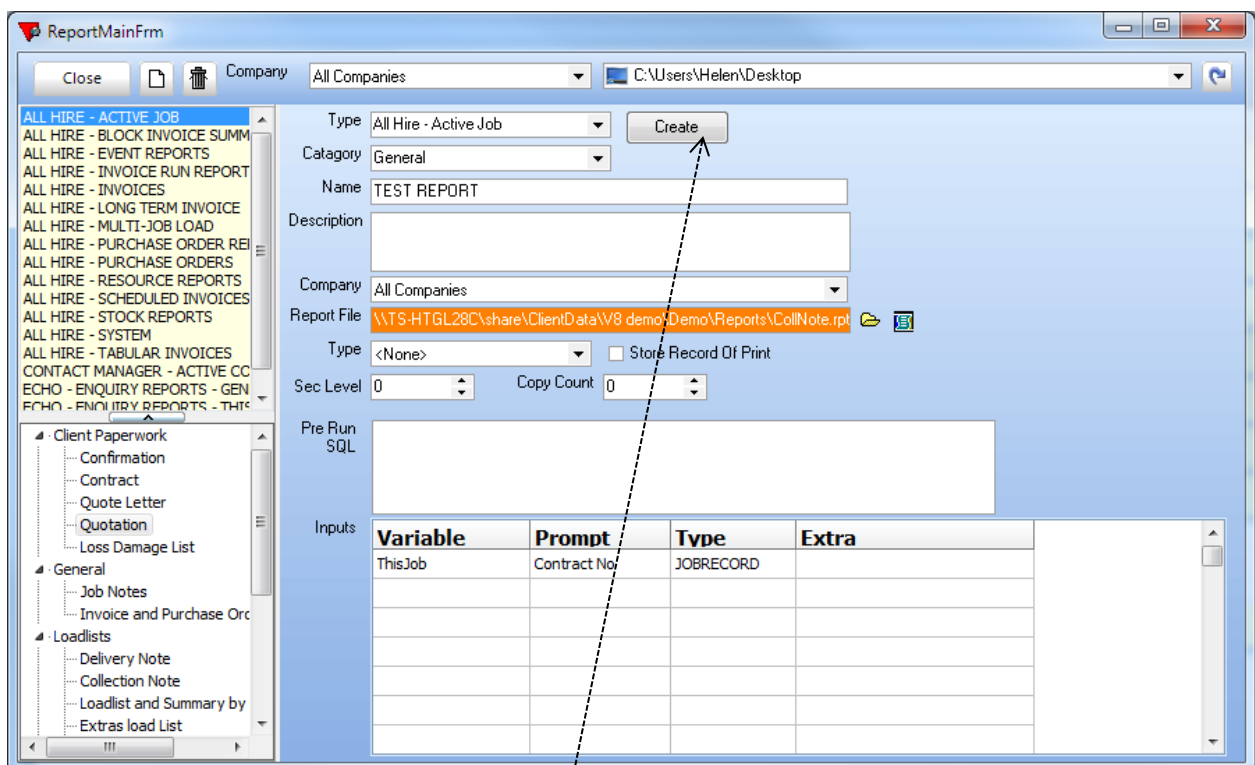 ReportMainFrm
Close
Company
All Companies
C:\Users\Helen\Desktop
ALL HIRE - ACTIVE JOB
ALL HIRE - BLOCK INVOICE SUMM
ALL HIRE - EVENT REPORTS
ALL HIRE - INVOICE RUN REPORT
ALL HIRE - INVOICES
ALL HIRE - LONG TERM INVOICE
ALL HIRE - MULTI-JOB LOAD
ALL HIRE - PURCHASE ORDER REI
ALL HIRE - PURCHASE ORDERS
ALL HIRE - RESOURCE REPORTS
ALL HIRE - SCHEDULED INVOICES
ALL HIRE - STOCK REPORTS
ALL HIRE - SYSTEM
ALL HIRE - TABULAR INVOICES
CONTACT MANAGER - ACTIVE CO
ECHO - ENQUIRY REPORTS - GEN
ECHO - ENQUIRY REPORTS - THIS
Client Paperwork
Confirmation
Contract
Quote Letter
Quotation
Loss Damage List
General
Job Notes
Invoice and Purchase Orc
Loadlists
Delivery Note
Collection Note
Loadlist and Summary by
Extras load List
Type All Hire - Active Job Create
Catagory General
Name TEST REPORT
Description
Company All Companies
Report File \\TS-HTGL28C\share\ClientData\V8 demo\Demo\Reports\CollNote.rpt
Type <None> Store Record Of Print
Sec Level 0 Copy Count 0
Pre Run
SQL
Inputs
Variable Prompt Type Extra
ThisJob Contract No JOBRECORD